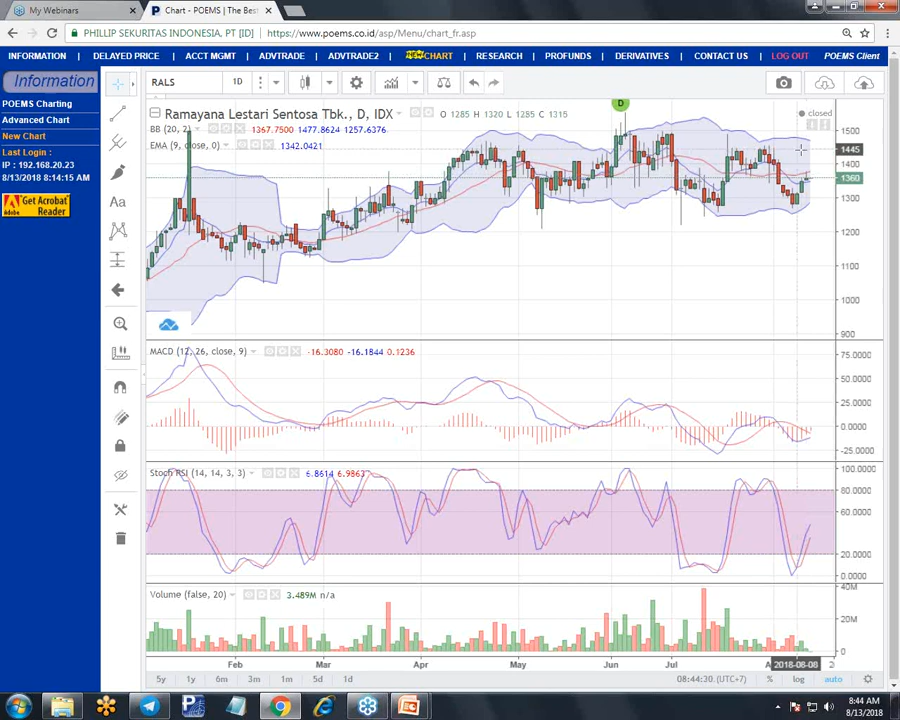 My Webinars
Chart - POEMS | The Bes
PHILLIP SEKURITAS INDONESIA, PT [ID]
https://www.poems.co.id/asp/Menu/chart_fr.asp
INFORMATION | DELAYED PRICE | ACCT MGMT | ADVTRADE | ADVTRADE2 | NEW CHART | RESEARCH | PROFUNDS | DERIVATIVES | CONTACT US | LOG OUT POEMS Client
Information
POEMS Charting
Advanced Chart
New Chart
Last Login :
IP : 192.168.20.23
8/13/2018 8:14:15 AM
Get Acrobat
Reader
Adobe
RALS 1D
Aa
Ramayana Lestari Sentosa Tbk., D, IDX O 1285 H 1320 L 1285 C 1315
closed
BB (20, 2) 1367.7500 1477.8624 1257.6376
EMA (9, close, 0) 1342.0421
D
1500
1445
1400
1360
1300
1200
1100
1000
900
MACD (12, 26, close, 9) -16.3080 -16.1844 0.1236
75.0000
50.0000
25.0000
0.0000
-25.0000
Stoch RSI (14, 14, 3, 3) 6.8614 6.9863
100.0000
80.0000
60.0000
20.0000
0.0000
Volume (false, 20) 3.489M n/a
40M
20M
0
Feb Mar Apr May Jun Jul A 2018-08-08 2
5y 1y 6m 3m 1m 5d 1d 08:44:30 (UTC+7) % log auto
8:44 AM
8/13/2018